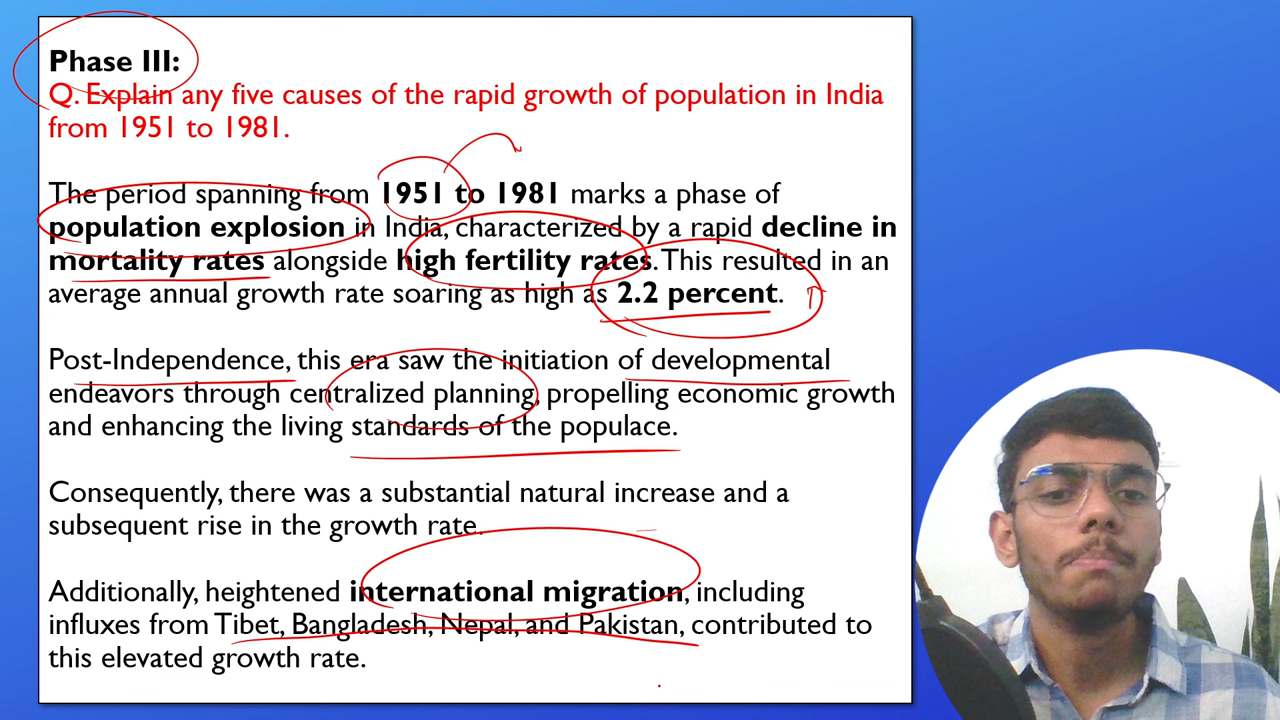 Phase III:
Q. Explain any five causes of the rapid growth of population in India
from 1951 to 1981.
The period spanning from 1951 to 1981 marks a phase of
population explosion in India, characterized by a rapid decline in
mortality rates alongside high fertility rates. This resulted in an
average annual growth rate soaring as high as 2.2 percent.
Post-Independence, this era saw the initiation of developmental
endeavors through centralized planning, propelling economic growth
and enhancing the living standards of the populace.
Consequently, there was a substantial natural increase and a
subsequent rise in the growth rate.
Additionally, heightened international migration, including
influxes from Tibet, Bangladesh, Nepal, and Pakistan, contributed to
this elevated growth rate.